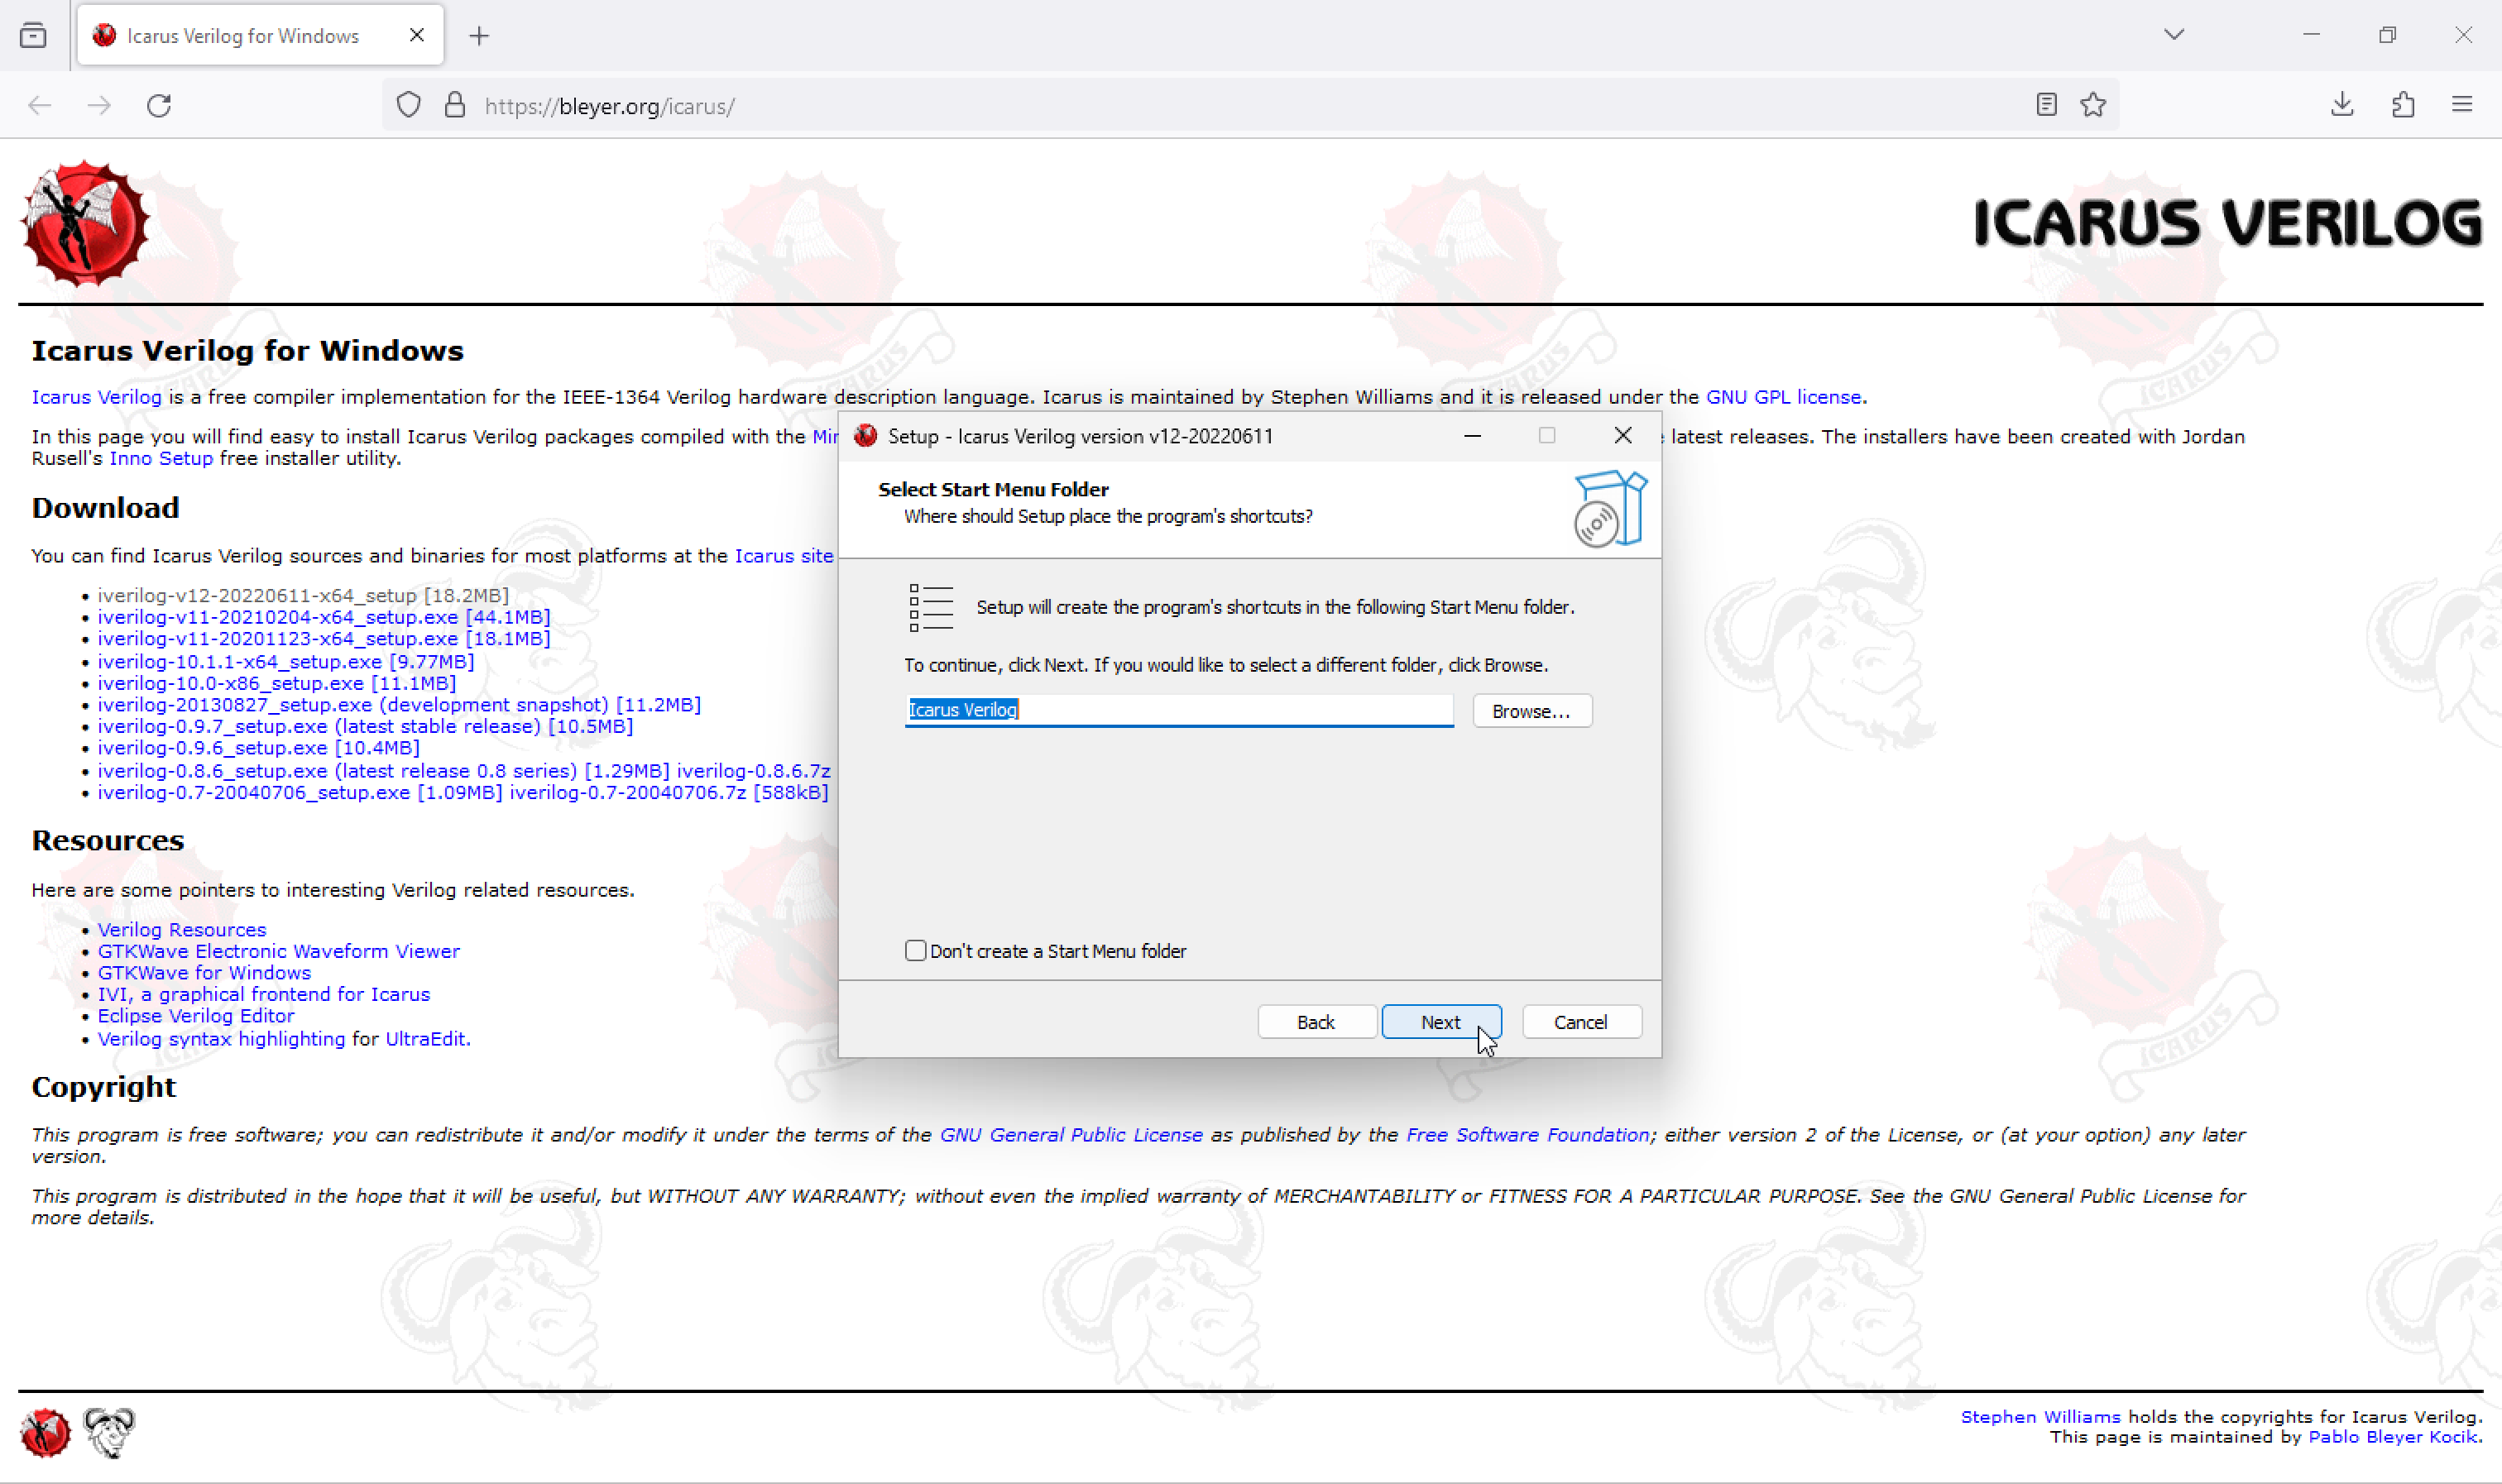 Icarus Verilog for Windows
https://bleyer.org/icarus/
ICARUS VERILOG
Icarus Verilog for Windows
Icarus Verilog is a free compiler implementation for the IEEE-1364 Verilog hardware description language. Icarus is maintained by Stephen Williams and it is released under the GNU GPL license.
In this page you will find easy to install Icarus Verilog packages compiled with the
latest releases. The installers have been created with Jordan
Rusell's Inno Setup free installer utility.
Download
You can find Icarus Verilog sources and binaries for most platforms at the Icarus site
iverilog-v12-20220611-x64_setup [18.2MB]
iverilog-v11-20210204-x64_setup.exe [44.1MB]
iverilog-v11-20201123-x64_setup.exe [18.1MB]
iverilog-10.1.1-x64_setup.exe [9.77MB]
iverilog-10.0-x86_setup.exe [11.1MB]
iverilog-20130827_setup.exe (development snapshot) [11.2MB]
iverilog-0.9.7_setup.exe (latest stable release) [10.5MB]
iverilog-0.9.6_setup.exe [10.4MB]
iverilog-0.8.6_setup.exe (latest release 0.8 series) [1.29MB] iverilog-0.8.6.7z
iverilog-0.7-20040706_setup.exe [1.09MB] iverilog-0.7-20040706.7z [588kB]
Resources
Here are some pointers to interesting Verilog related resources.
Verilog Resources
GTKWave Electronic Waveform Viewer
GTKWave for Windows
IVI, a graphical frontend for Icarus
Eclipse Verilog Editor
Verilog syntax highlighting for UltraEdit.
Copyright
This program is free software; you can redistribute it and/or modify it under the terms of the GNU General Public License as published by the Free Software Foundation; either version 2 of the License, or (at your option) any later
version.
This program is distributed in the hope that it will be useful, but WITHOUT ANY WARRANTY; without even the implied warranty of MERCHANTABILITY or FITNESS FOR A PARTICULAR PURPOSE. See the GNU General Public License for
more details.
Stephen Williams holds the copyrights for Icarus Verilog.
This page is maintained by Pablo Bleyer Kocik.
Setup - Icarus Verilog version v12-20220611
Select Start Menu Folder
Where should Setup place the program's shortcuts?
Setup will create the program's shortcuts in the following Start Menu folder.
To continue, click Next. If you would like to select a different folder, click Browse.
Icarus Verilog
Browse...
Don't create a Start Menu folder
Back
Next
Cancel